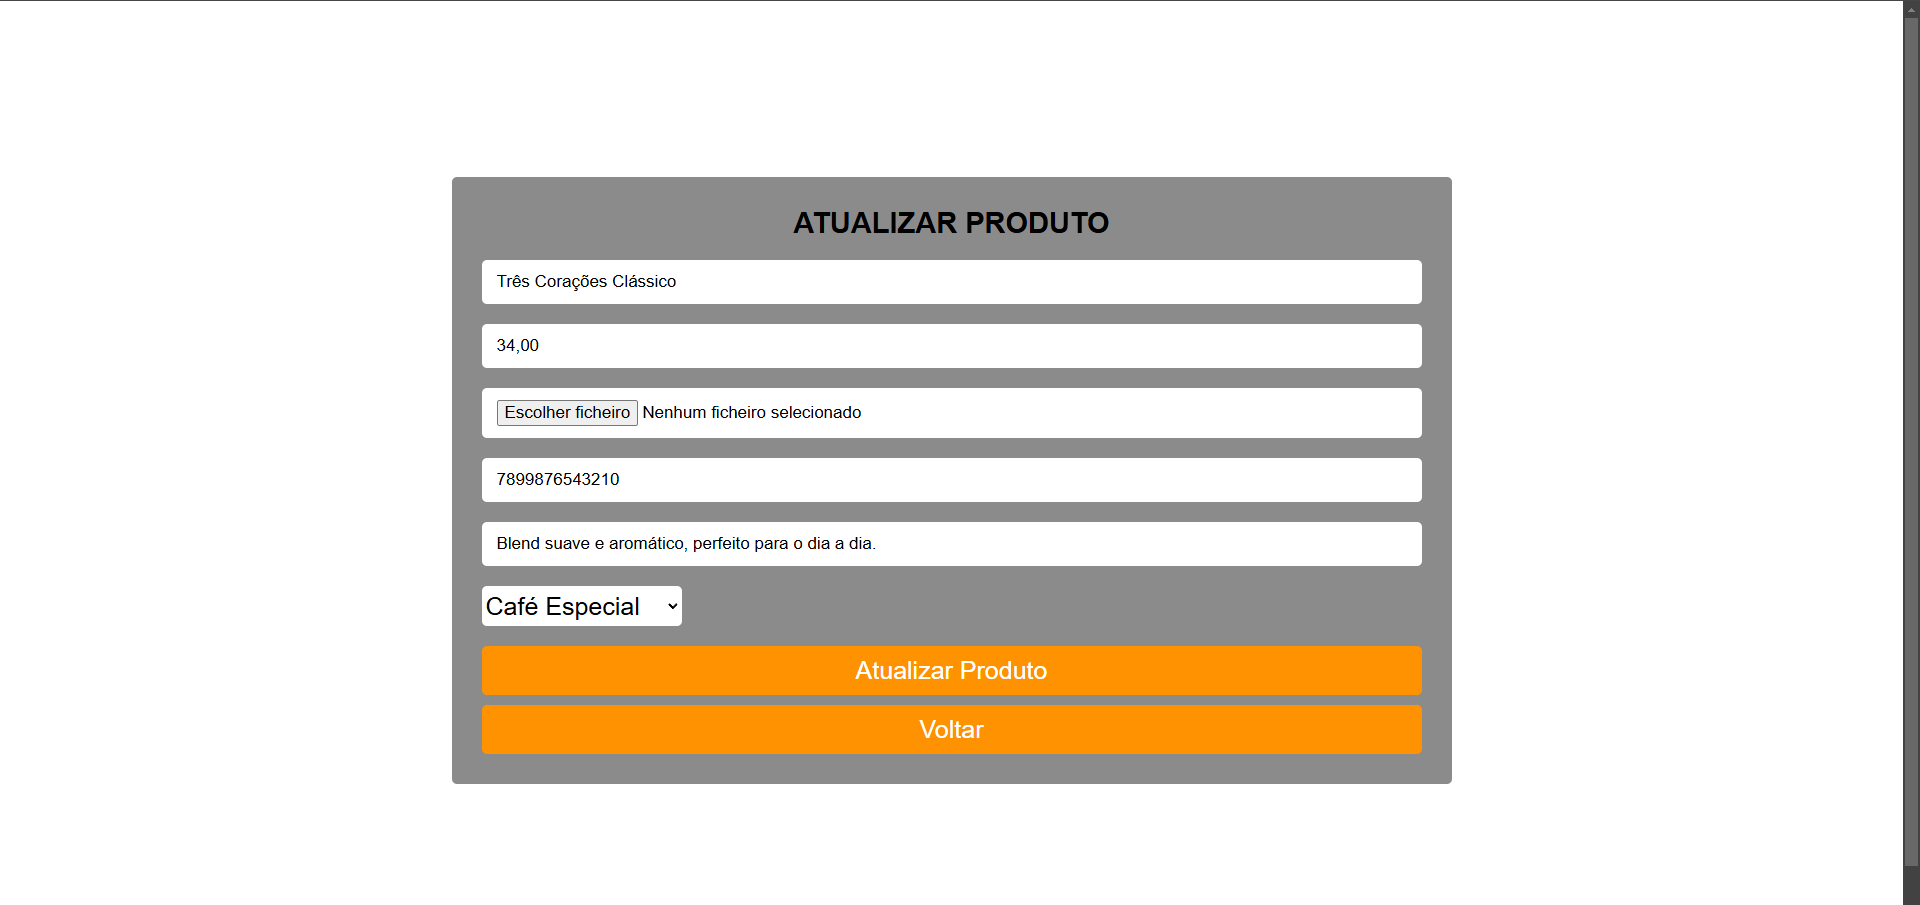 ATUALIZAR PRODUTO
Três Corações Clássico
34,00
Escolher ficheiro Nenhum ficheiro selecionado
7899876543210
Blend suave e aromático, perfeito para o dia a dia.
Café Especial
Atualizar Produto
Voltar